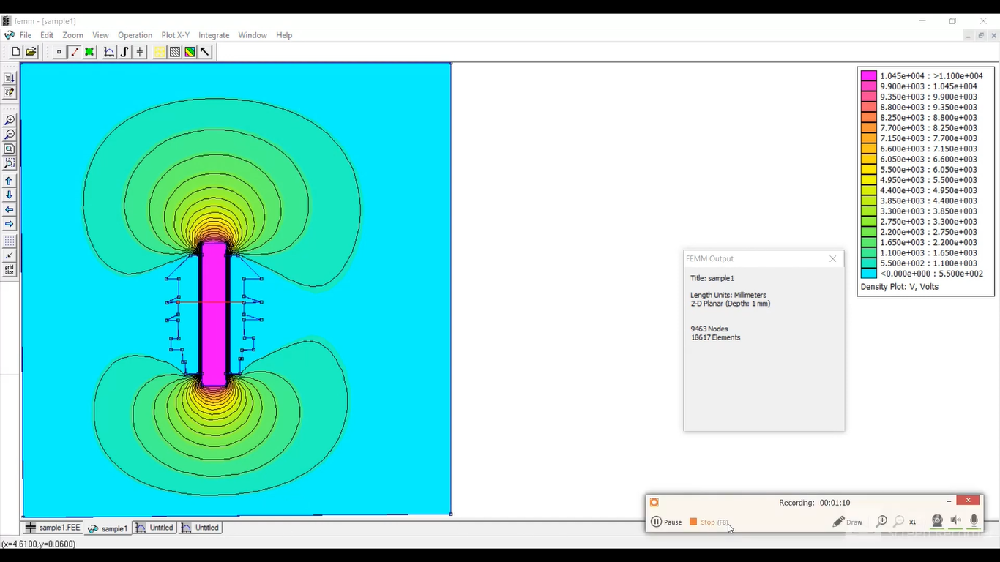 femm - [sample1]
File Edit Zoom View Operation Plot X-Y Integrate Window Help
grid
size
1.045e+004 : >1.100e+004
9.900e+003 : 1.045e+004
9.350e+003 : 9.900e+003
8.800e+003 : 9.350e+003
8.250e+003 : 8.800e+003
7.700e+003 : 8.250e+003
7.150e+003 : 7.700e+003
6.600e+003 : 7.150e+003
6.050e+003 : 6.600e+003
5.500e+003 : 6.050e+003
4.950e+003 : 5.500e+003
4.400e+003 : 4.950e+003
3.850e+003 : 4.400e+003
3.300e+003 : 3.850e+003
2.750e+003 : 3.300e+003
2.200e+003 : 2.750e+003
1.650e+003 : 2.200e+003
1.100e+003 : 1.650e+003
5.500e+002 : 1.100e+003
<0.000e+000 : 5.500e+002
Density Plot: V, Volts
FEMM Output
Title: sample1
Length Units: Millimeters
2-D Planar (Depth: 1 mm)
9463 Nodes
18617 Elements
Recording: 00:01:10
Pause Stop (F8) Draw x1
sample1.FEE sample1 Untitled Untitled
(x=4.6100,y=0.0600)